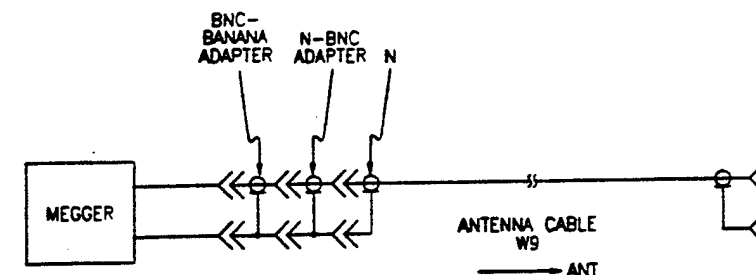 BNC-
BANANA
ADAPTER
N-BNC
ADAPTER
N
MEGGER
ANTENNA CABLE
W9
ANT